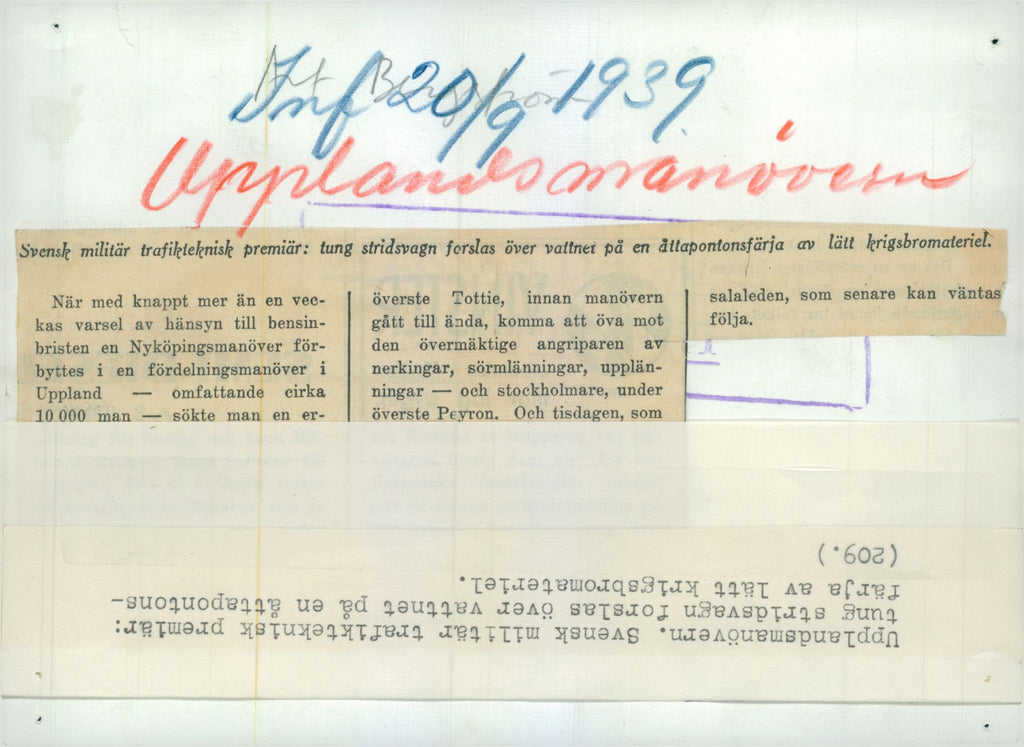 Inf 20/9 1939
Upplandsmanövern
Svensk militär trafikteknisk premiär: tung stridsvagn forslas över vattnet på en åttapontonsfärja av lätt krigsbromateriel.
När med knappt mer än en vec-
kas varsel av hänsyn till bensin-
bristen en Nyköpingsmanöver för-
byttes i en fördelningsmanöver i
Uppland — omfattande cirka
10 000 man — sökte man en er-
överste Tottie, innan manövern
gått till ända, komma att öva mot
den övermäktige angriparen av
nerkingar, sörmlänningar, upplän-
ningar — och stockholmare, under
överste Peyron. Och tisdagen, som
salaleden, som senare kan väntas
följa.
Upplandsmanövern. Svensk militär trafikteknisk premiär:
tung stridsvagn forslas över vattnet på en åttapontons-
färja av lätt krigsbromateriel.
(209.)